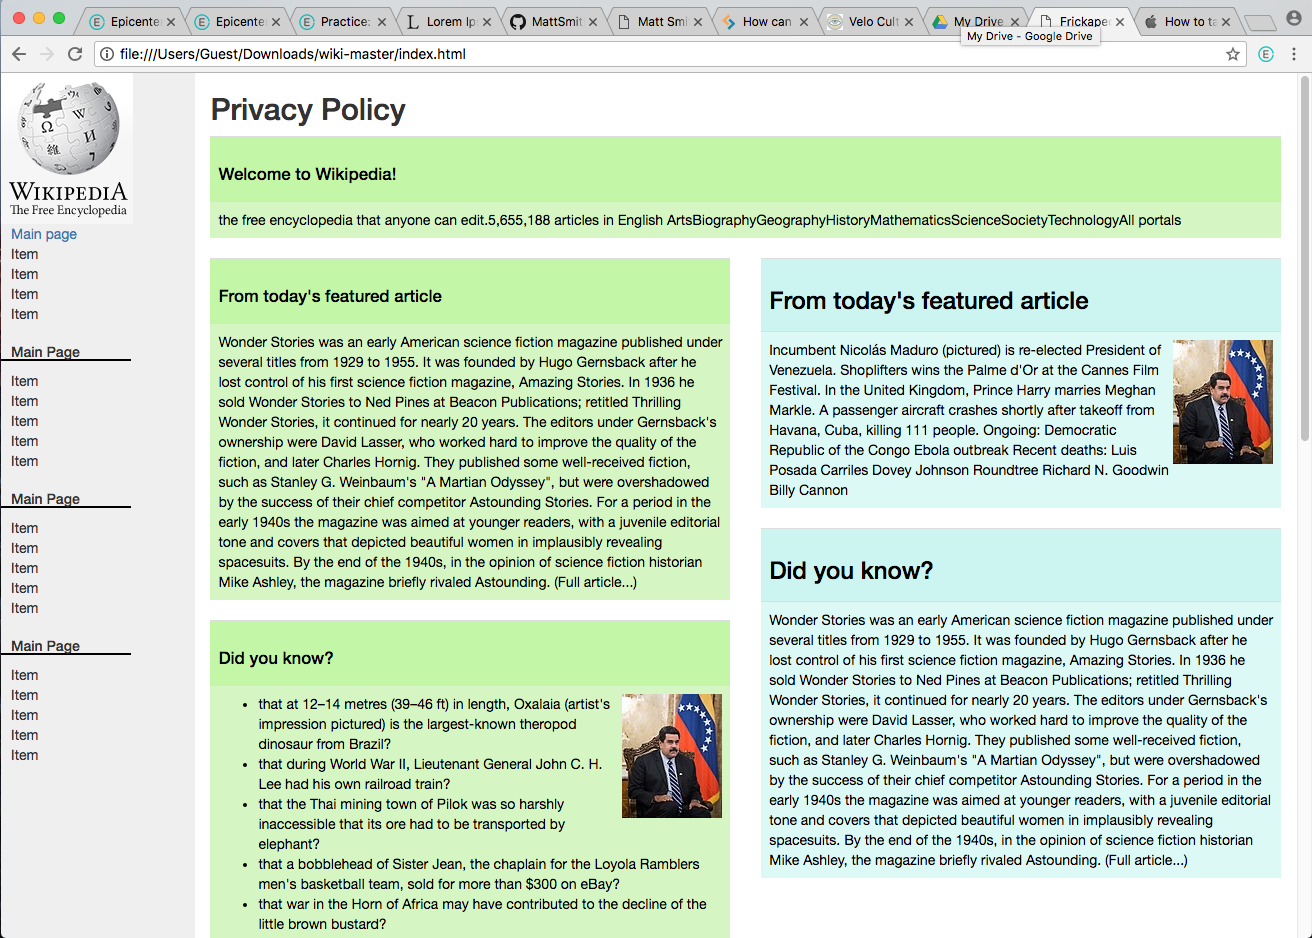 Epicente
Epicente
Practice:
Lorem Ip
MattSmit
Matt Smi
How can
Velo Cult
My Drive
Frickape
How to ta
My Drive - Google Drive
file:///Users/Guest/Downloads/wiki-master/index.html
WIKIPEDIA
The Free Encyclopedia
Main page
Item
Item
Item
Item
Main Page
Item
Item
Item
Item
Item
Main Page
Item
Item
Item
Item
Item
Main Page
Item
Item
Item
Item
Item
Privacy Policy
Welcome to Wikipedia!
the free encyclopedia that anyone can edit.5,655,188 articles in English ArtsBiographyGeographyHistoryMathematicsScienceSocietyTechnologyAll portals
From today's featured article
Wonder Stories was an early American science fiction magazine published under
several titles from 1929 to 1955. It was founded by Hugo Gernsback after he
lost control of his first science fiction magazine, Amazing Stories. In 1936 he
sold Wonder Stories to Ned Pines at Beacon Publications; retitled Thrilling
Wonder Stories, it continued for nearly 20 years. The editors under Gernsback's
ownership were David Lasser, who worked hard to improve the quality of the
fiction, and later Charles Hornig. They published some well-received fiction,
such as Stanley G. Weinbaum's "A Martian Odyssey", but were overshadowed
by the success of their chief competitor Astounding Stories. For a period in the
early 1940s the magazine was aimed at younger readers, with a juvenile editorial
tone and covers that depicted beautiful women in implausibly revealing
spacesuits. By the end of the 1940s, in the opinion of science fiction historian
Mike Ashley, the magazine briefly rivaled Astounding. (Full article...)
Did you know?
• that at 12–14 metres (39–46 ft) in length, Oxalaia (artist's
impression pictured) is the largest-known theropod
dinosaur from Brazil?
• that during World War II, Lieutenant General John C. H.
Lee had his own railroad train?
• that the Thai mining town of Pilok was so harshly
inaccessible that its ore had to be transported by
elephant?
• that a bobblehead of Sister Jean, the chaplain for the Loyola Ramblers
men's basketball team, sold for more than $300 on eBay?
• that war in the Horn of Africa may have contributed to the decline of the
little brown bustard?
From today's featured article
Incumbent Nicolás Maduro (pictured) is re-elected President of
Venezuela. Shoplifters wins the Palme d'Or at the Cannes Film
Festival. In the United Kingdom, Prince Harry marries Meghan
Markle. A passenger aircraft crashes shortly after takeoff from
Havana, Cuba, killing 111 people. Ongoing: Democratic
Republic of the Congo Ebola outbreak Recent deaths: Luis
Posada Carriles Dovey Johnson Roundtree Richard N. Goodwin
Billy Cannon
Did you know?
Wonder Stories was an early American science fiction magazine published under
several titles from 1929 to 1955. It was founded by Hugo Gernsback after he
lost control of his first science fiction magazine, Amazing Stories. In 1936 he
sold Wonder Stories to Ned Pines at Beacon Publications; retitled Thrilling
Wonder Stories, it continued for nearly 20 years. The editors under Gernsback's
ownership were David Lasser, who worked hard to improve the quality of the
fiction, and later Charles Hornig. They published some well-received fiction,
such as Stanley G. Weinbaum's "A Martian Odyssey", but were overshadowed
by the success of their chief competitor Astounding Stories. For a period in the
early 1940s the magazine was aimed at younger readers, with a juvenile editorial
tone and covers that depicted beautiful women in implausibly revealing
spacesuits. By the end of the 1940s, in the opinion of science fiction historian
Mike Ashley, the magazine briefly rivaled Astounding. (Full article...)